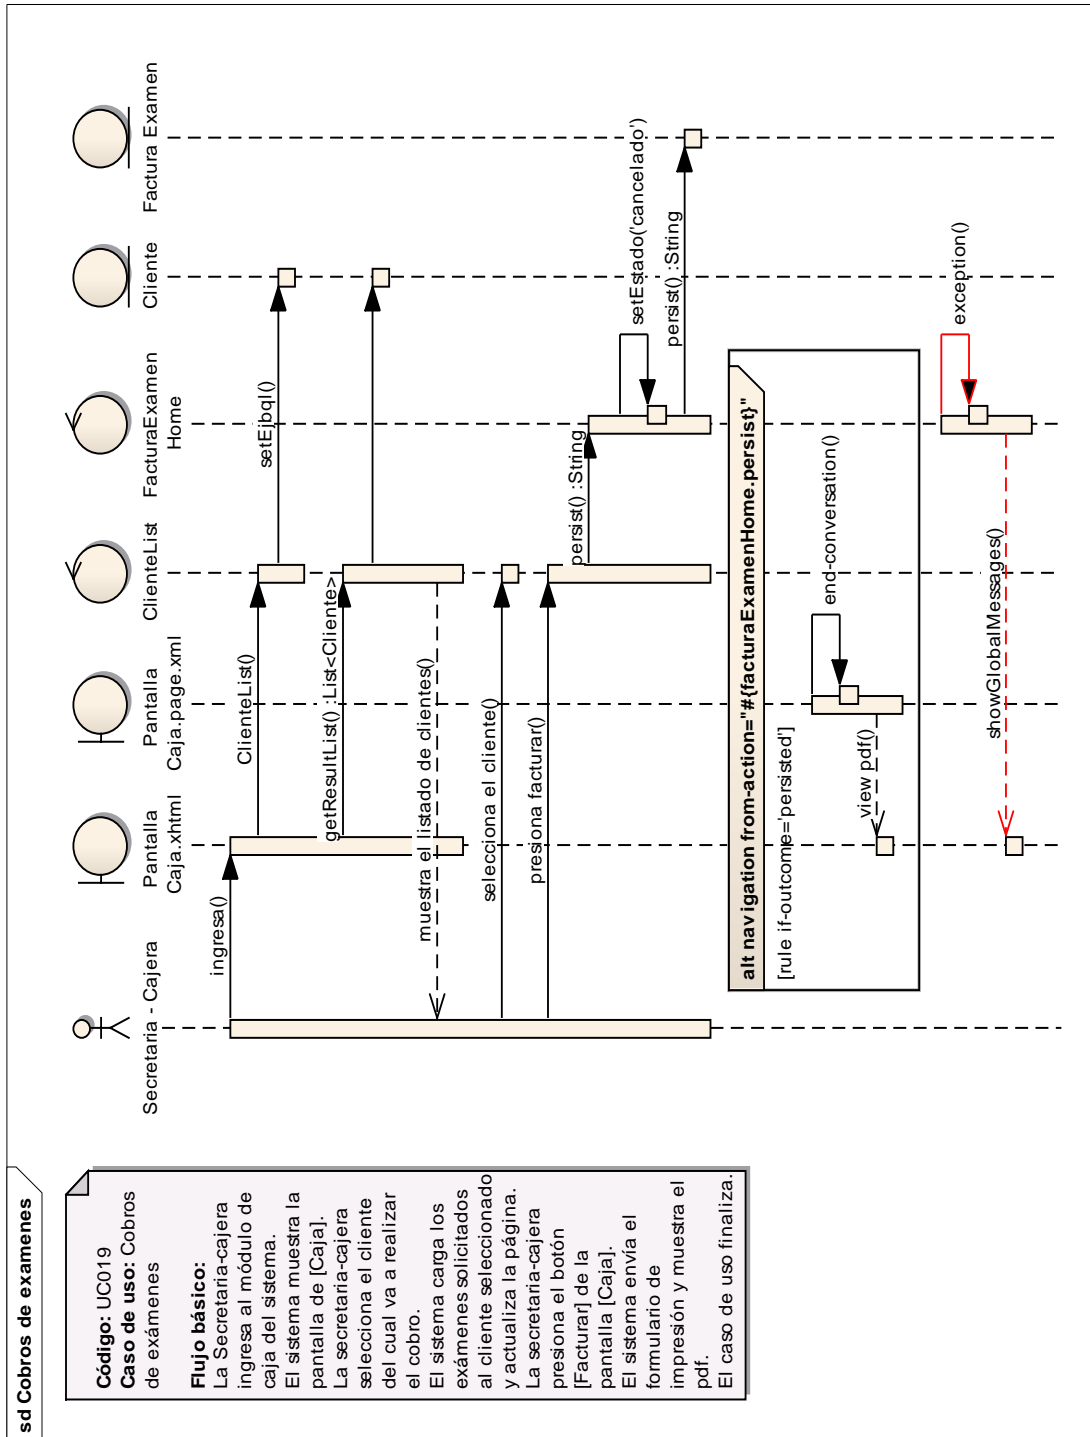 sd Cobros de examenes
Código: UC019
Caso de uso: Cobros
de exámenes
Flujo básico:
La Secretaria-cajera
ingresa al módulo de
caja del sistema.
El sistema muestra la
pantalla de [Caja].
La secretaria-cajera
selecciona el cliente
del cual va a realizar
el cobro.
El sistema carga los
exámenes solicitados
al cliente seleccionado
y actualiza la página.
La secretaria-cajera
presiona el botón
[Facturar] de la
pantalla [Caja].
El sistema envía el
formulario de
impresión y muestra el
pdf.
El caso de uso finaliza.
Secretaria - Cajera
Pantalla
Caja.xhtml
Pantalla
Caja.page.xml
ClienteList
FacturaExamen
Home
Cliente
Factura Examen
ingresa()
ClienteList()
setEjbql()
getResultList() :List<Cliente>
muestra el listado de clientes()
selecciona el cliente()
presiona facturar()
persist() :String
setEstado('cancelado')
persist() :String
alt navigation from-action="#{facturaExamenHome.persist}"
[rule if-outcome='persisted']
end-conversation()
view pdf()
exception()
showGlobalMessages()